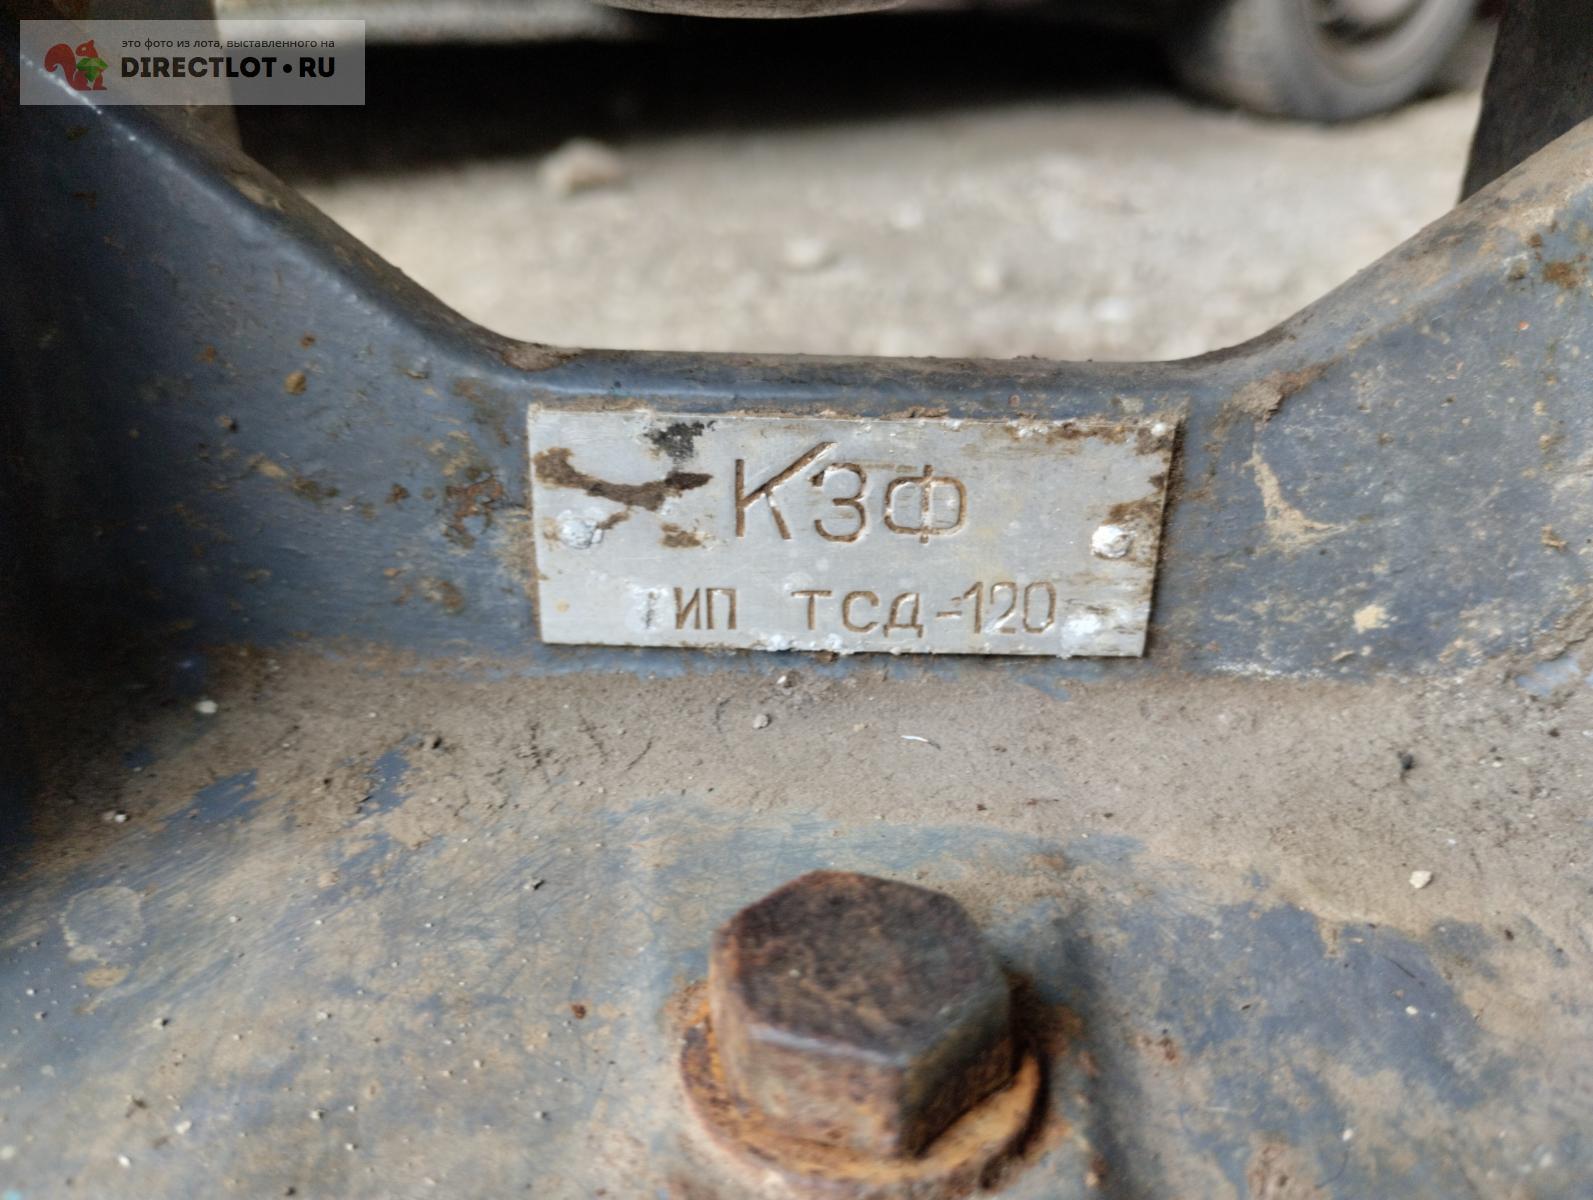 это фото из лота, выставленного на
DIRECTLOT•RU
КЗФ
ТИП ТСД-120